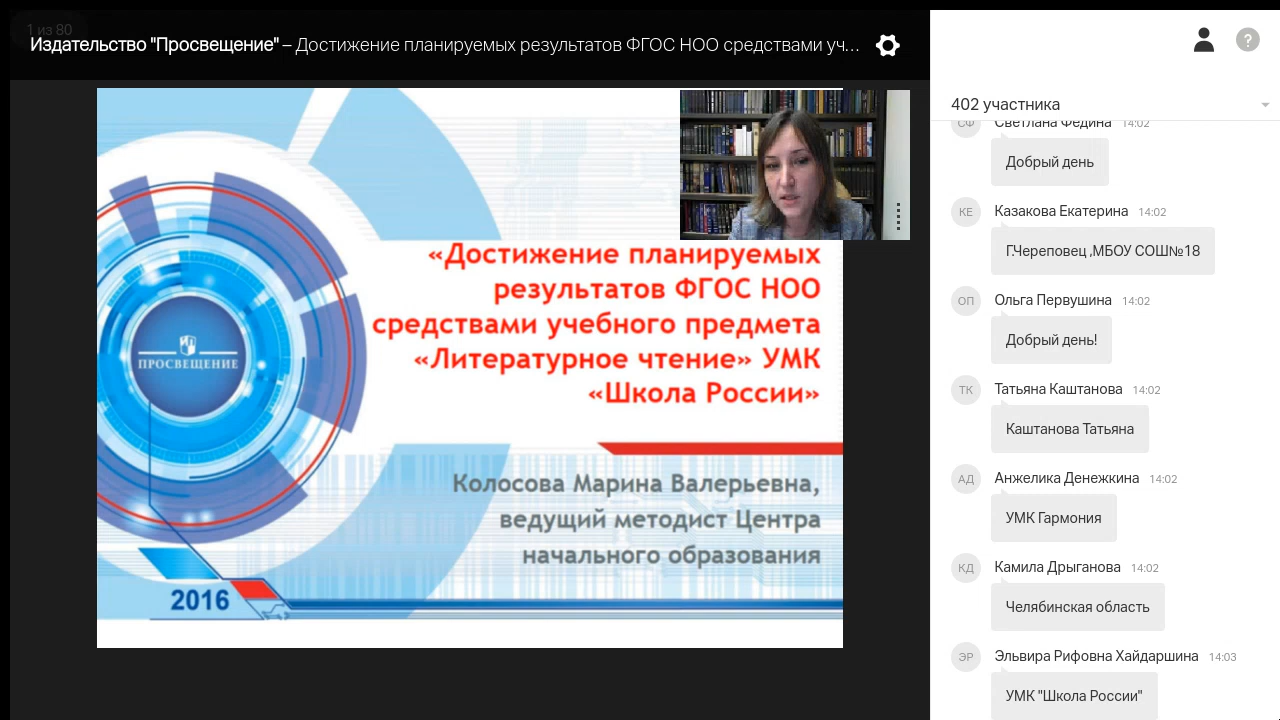 1 из 80
Издательство "Просвещение" – Достижение планируемых результатов ФГОС НОО средствами уч...
«Достижение планируемых
результатов ФГОС НОО
средствами учебного предмета
«Литературное чтение» УМК
«Школа России»
ПРОСВЕЩЕНИЕ
Колосова Марина Валерьевна,
ведущий методист Центра
начального образования
2016
402 участника
СФ Светлана Федина 14:02
Добрый день
КЕ Казакова Екатерина 14:02
Г.Череповец ,МБОУ СОШ№18
ОП Ольга Первушина 14:02
Добрый день!
ТК Татьяна Каштанова 14:02
Каштанова Татьяна
АД Анжелика Денежкина 14:02
УМК Гармония
КД Камила Дрыганова 14:02
Челябинская область
ЭР Эльвира Рифовна Хайдаршина 14:03
УМК "Школа России"